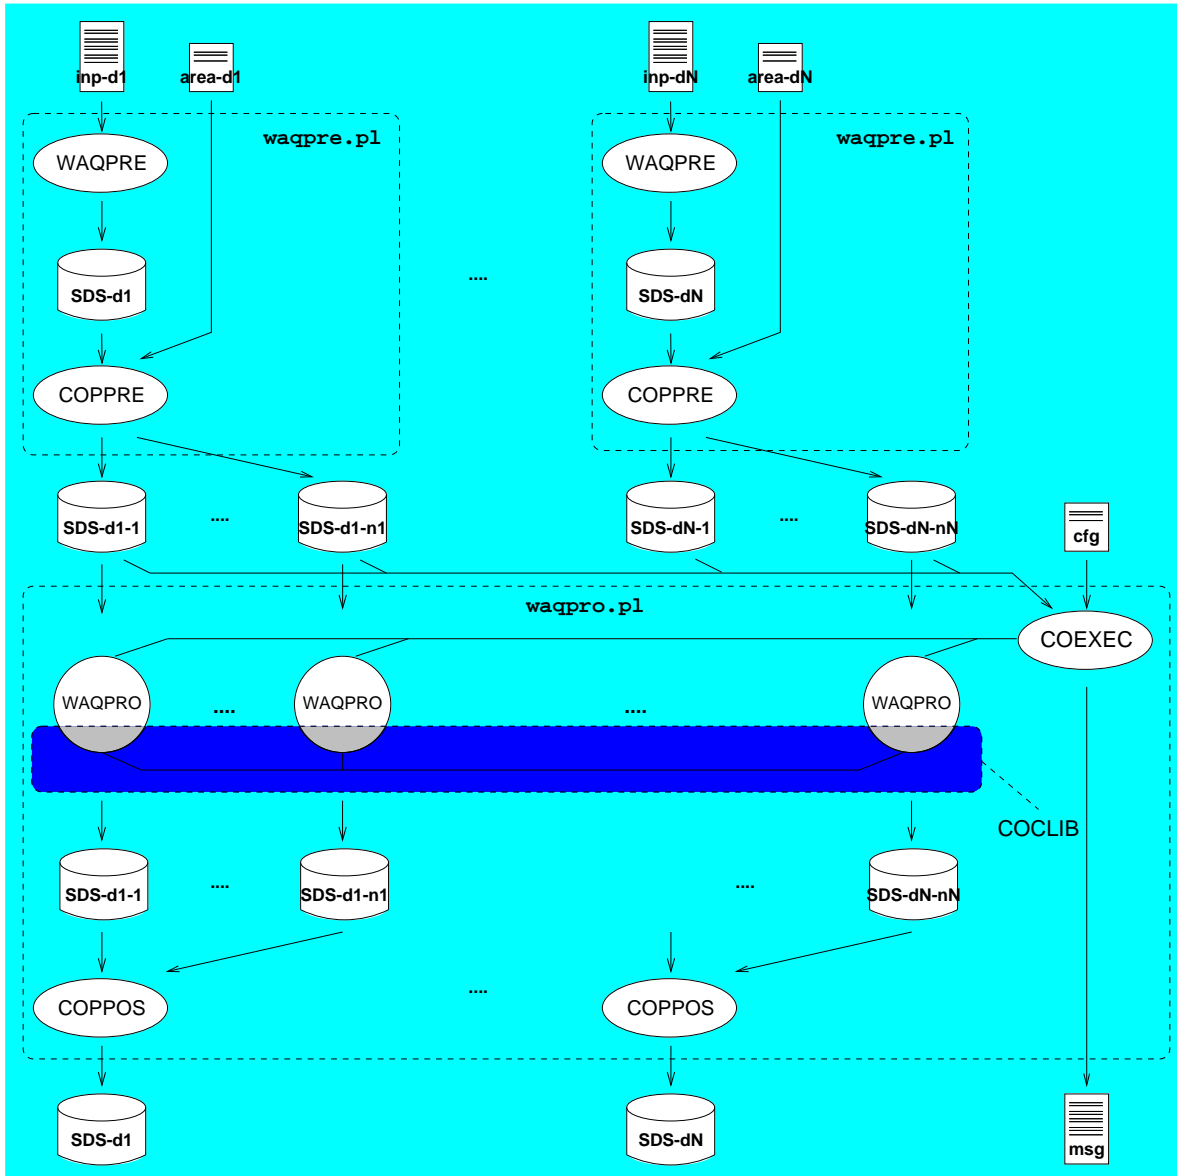 inp-d1 area-d1 inp-dN area-dN
waqpre.pl waqpre.pl
WAQPRE WAQPRE
SDS-d1 .... SDS-dN
COPPRE COPPRE
SDS-d1-1 .... SDS-d1-n1 SDS-dN-1 .... SDS-dN-nN cfg
waqpro.pl
COEXEC
WAQPRO .... WAQPRO .... WAQPRO
COCLIB
SDS-d1-1 .... SDS-d1-n1 .... SDS-dN-nN
COPPOS .... COPPOS
SDS-d1 SDS-dN msg